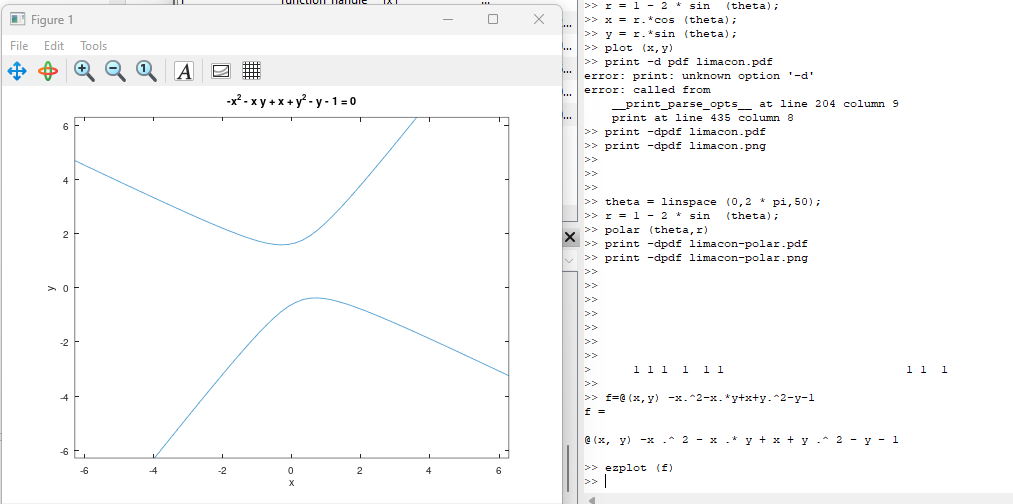 function_handle (x)
...
Figure 1
File Edit Tools
-x² - x y + x + y² - y - 1 = 0
6
4
2
0
-2
-4
-6
y
-6 -4 -2 0 2 4 6
x
>> r = 1 - 2 * sin  (theta);
>> x = r.*cos (theta);
>> y = r.*sin (theta);
>> plot (x,y)
>> print -d pdf limacon.pdf
error: print: unknown option '-d'
error: called from
    __print_parse_opts__ at line 204 column 9
    print at line 435 column 8
>> print -dpdf limacon.pdf
>> print -dpdf limacon.png
>>
>>
>>
>> theta = linspace (0,2 * pi,50);
>> r = 1 - 2 * sin  (theta);
>> polar (theta,r)
>> print -dpdf limacon-polar.pdf
>> print -dpdf limacon-polar.png
>>
>>
>>
>>
>>
>>
>>
>      1 1 1  1  1 1                          1 1  1
>>
>> f=@(x,y) -x.^2-x.*y+x+y.^2-y-1
f =
@(x, y) -x .^ 2 - x .* y + x + y .^ 2 - y - 1
>> ezplot (f)
>>